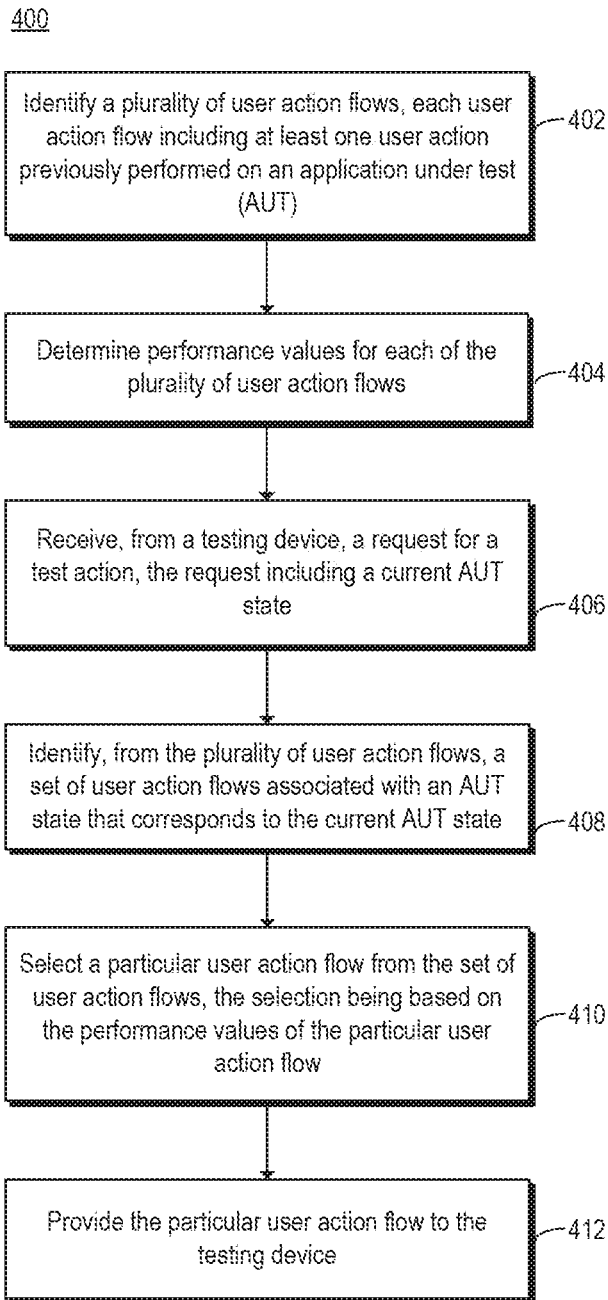 400
Identify a plurality of user action flows, each user
action flow including at least one user action
previously performed on an application under test
(AUT)
402
Determine performance values for each of the
plurality of user action flows
404
Receive, from a testing device, a request for a
test action, the request including a current AUT
state
406
Identify, from the plurality of user action flows, a
set of user action flows associated with an AUT
state that corresponds to the current AUT state
408
Select a particular user action flow from the set of
user action flows, the selection being based on
the performance values of the particular user
action flow
410
Provide the particular user action flow to the
testing device
412